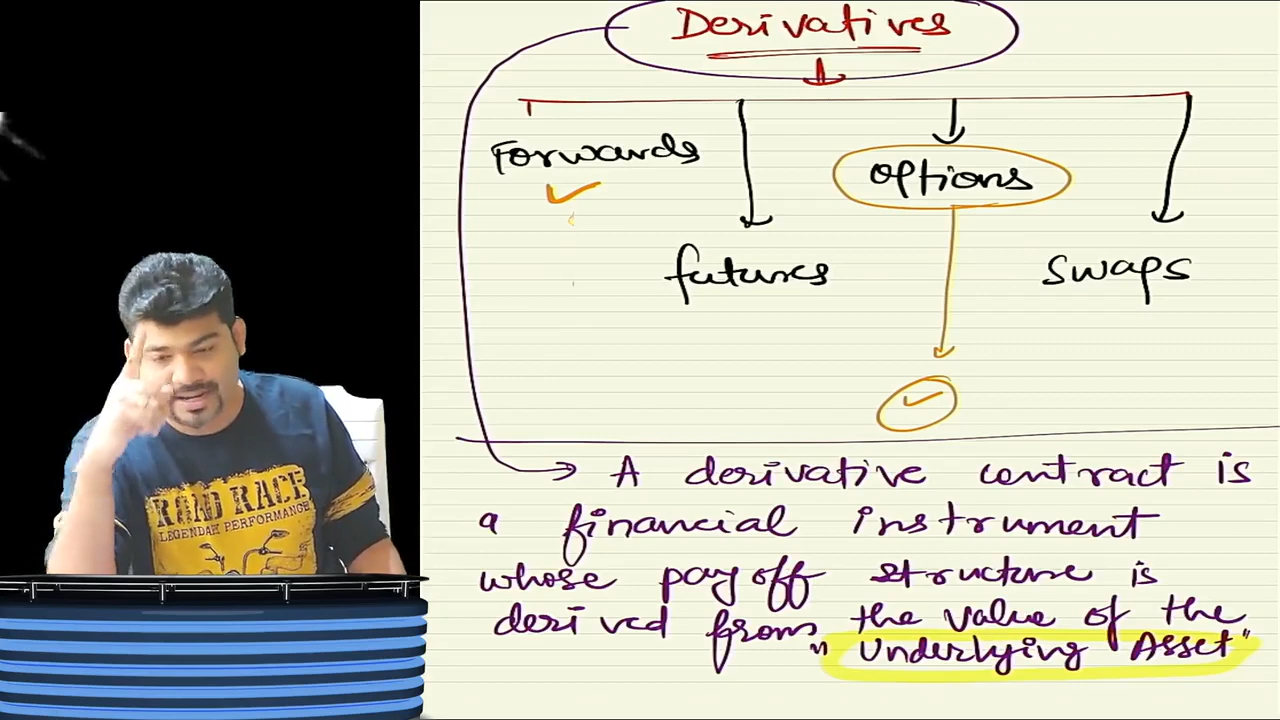 Derivatives
Forwards
options
futures
swaps
A derivative contract is
a financial instrument
whose payoff structure is
derived from the value of the
"Underlying Asset"
ROAD RACE
LEGENDARY PERFORMANCE